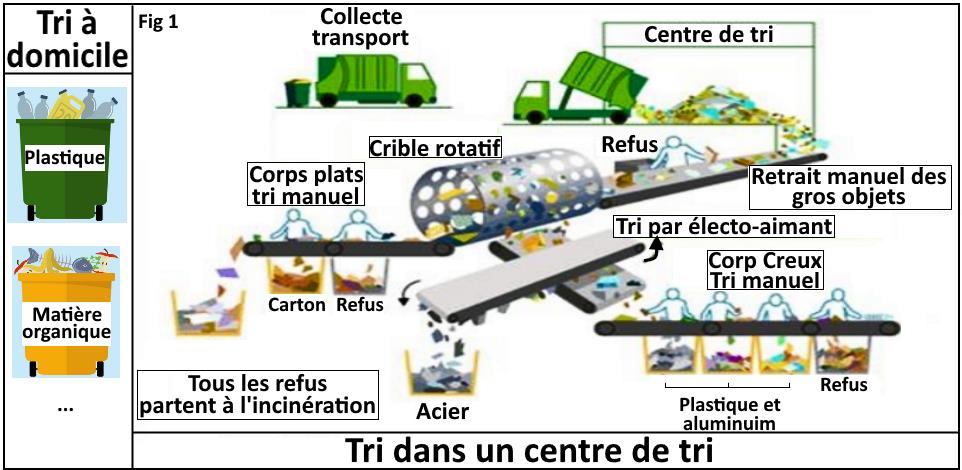 Tri à
domicile
Plastique
Matière
organique
...
Fig 1
Collecte
transport
Centre de tri
Crible rotatif
Refus
Corps plats
tri manuel
Retrait manuel des
gros objets
Tri par électo-aimant
Corp Creux
Tri manuel
Carton
Refus
Acier
Refus
Plastique et
aluminuim
Tous les refus
partent à l'incinération
Tri dans un centre de tri